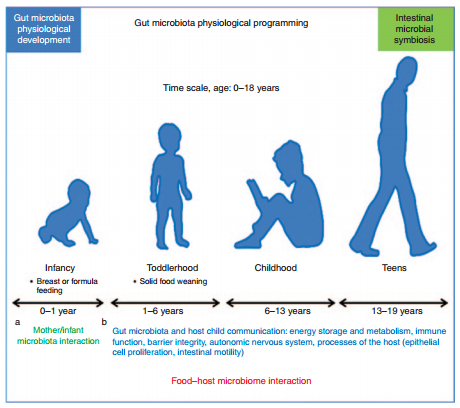 Gut microbiota
physiological
development
Gut microbiota physiological programming
Intestinal
microbial
symbiosis
Time scale, age: 0–18 years
Infancy
Toddlerhood
Childhood
Teens
* Breast or formula
feeding
* Solid food weaning
0–1 year
1–6 years
6–13 years
13–19 years
a
Mother/infant
microbiota interaction
b
Gut microbiota and host child communication: energy storage and metabolism, immune
function, barrier integrity, autonomic nervous system, processes of the host (epithelial
cell proliferation, intestinal motility)
Food–host microbiome interaction